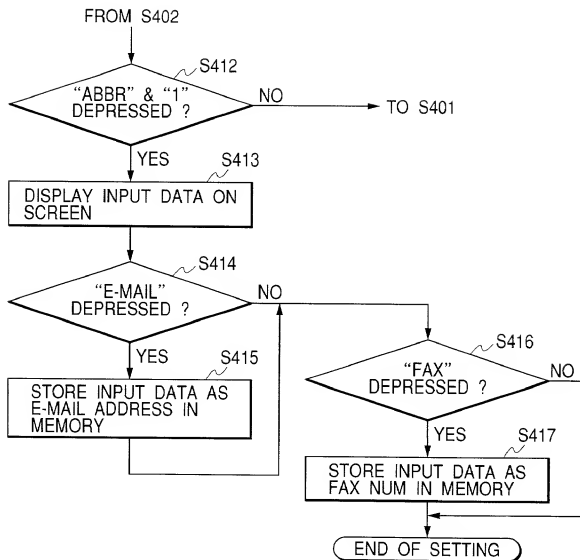 FROM S402
S412
"ABBR" & "1"
DEPRESSED ?
NO
TO S401
YES
S413
DISPLAY INPUT DATA ON
SCREEN
S414
"E-MAIL"
DEPRESSED ?
NO
YES
S415
STORE INPUT DATA AS
E-MAIL ADDRESS IN
MEMORY
S416
"FAX"
DEPRESSED ?
NO
YES
S417
STORE INPUT DATA AS
FAX NUM IN MEMORY
END OF SETTING